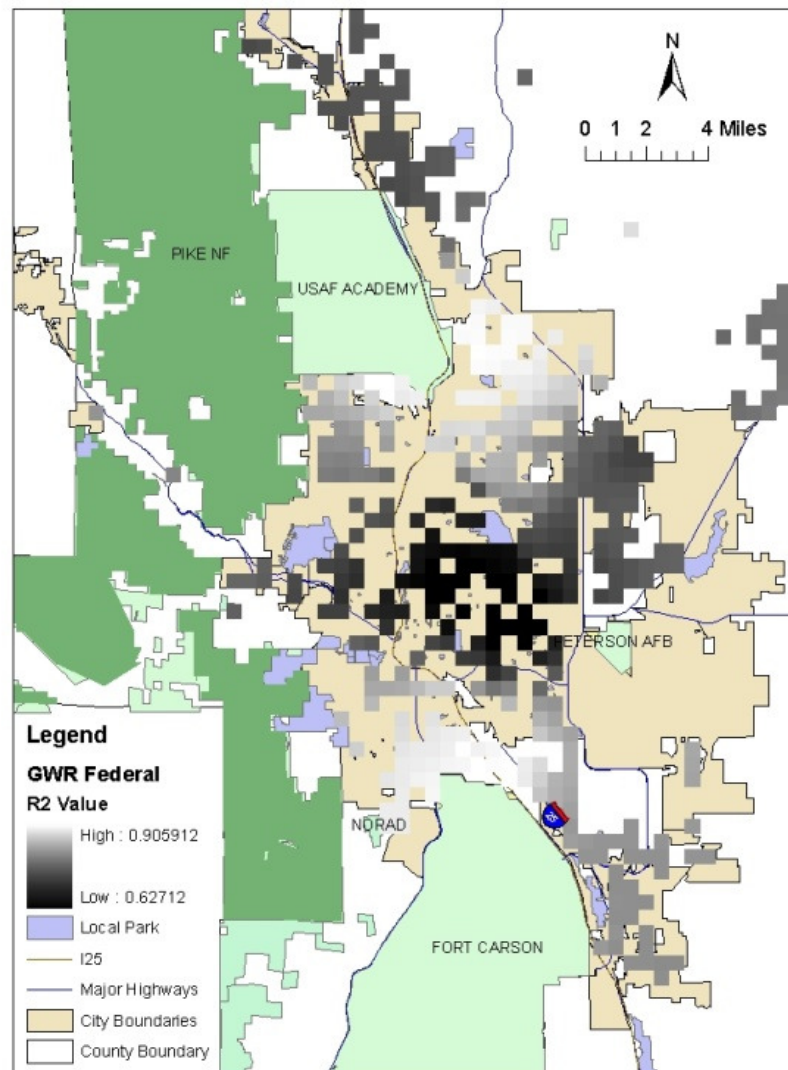 N
0 1 2 4 Miles
PIKE NF
USAF ACADEMY
PETERSON AFB
Legend
GWR Federal
R2 Value
High : 0.905912
Low : 0.62712
Local Park
I25
Major Highways
City Boundaries
County Boundary
NORAD
25
FORT CARSON